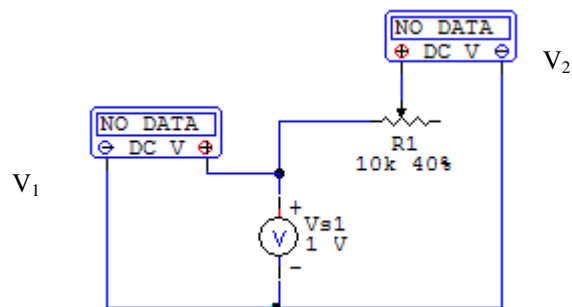 NO DATA
DC V
V2
NO DATA
DC V
V1
R1
10k 40%
+
Vs1
V
1 V
-